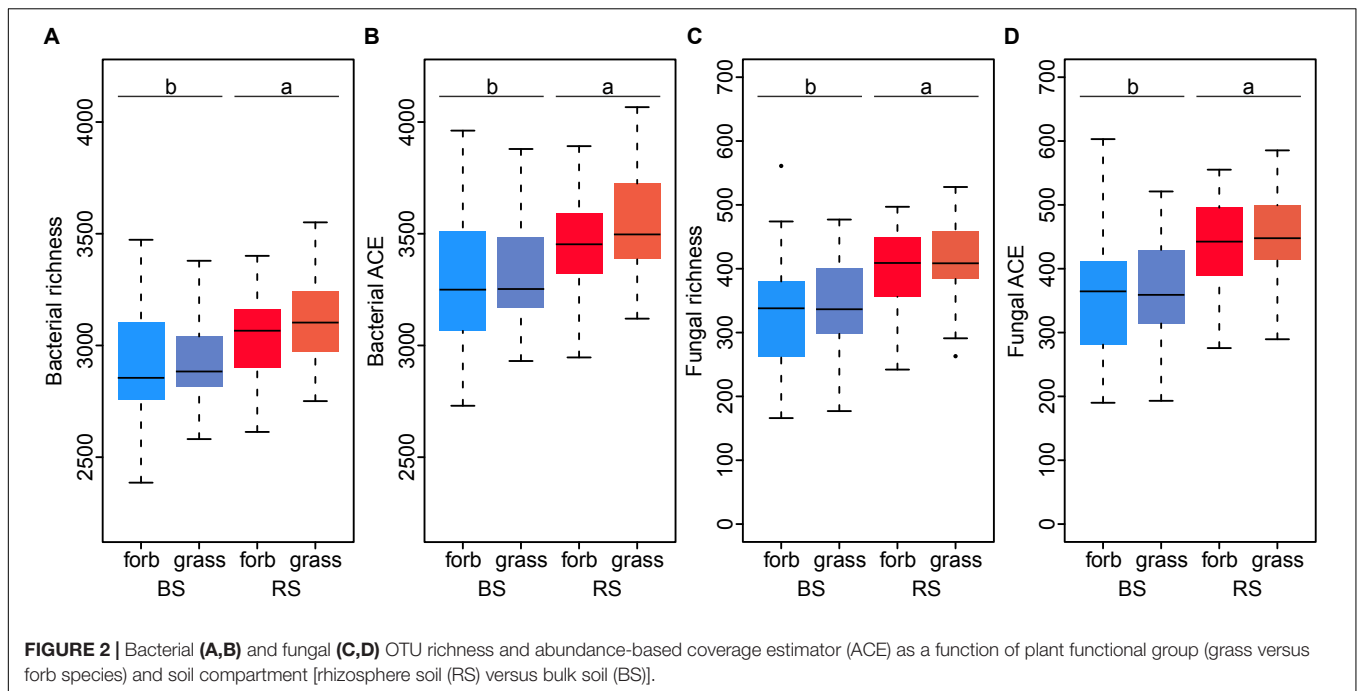 A
Bacterial richness
2500
3000
3500
4000
b
a
forb grass forb grass
BS RS
B
Bacterial ACE
2500
3000
3500
4000
b
a
forb grass forb grass
BS RS
C
Fungal richness
0
100
200
300
400
500
600
700
b
a
forb grass forb grass
BS RS
D
Fungal ACE
0
100
200
300
400
500
600
700
b
a
forb grass forb grass
BS RS
FIGURE 2 | Bacterial (A,B) and fungal (C,D) OTU richness and abundance-based coverage estimator (ACE) as a function of plant functional group (grass versus
forb species) and soil compartment [rhizosphere soil (RS) versus bulk soil (BS)].